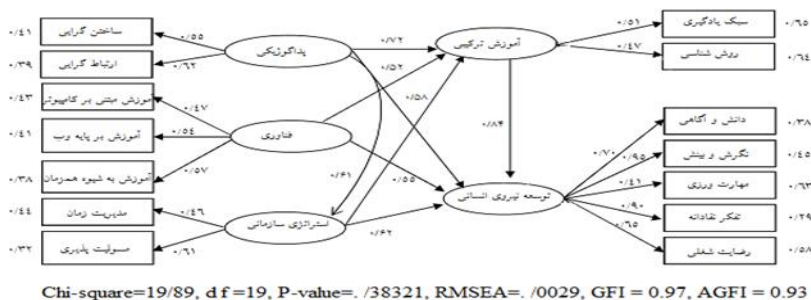 ۰/۴۱ ساختن گرایی ۰/۵۵
۰/۳۹ ارتباط گرایی ۰/۶۲
۰/۴۳ آموزش مبتنی بر کامپیوتر ۰/۴۷
۰/۴۱ آموزش بر پایه وب ۰/۵۴
۰/۳۸ آموزش به شیوه همزمان ۰/۵۷
۰/۴۴ مدیریت زمان ۰/۴۶
۰/۳۲ مسئولیت پذیری ۰/۶۱
پداگوژیکی
فناوری
استراتژی سازمانی
۰/۷۲
۰/۵۲
۰/۵۸
۰/۶۱
۰/۵۵
۰/۶۲
۰/۸۴
آموزش ترکیبی
توسعه نیروی انسانی
۰/۵۱ سبک یادگیری ۰/۶۵
۰/۴۷ روش شناسی ۰/۶۴
۰/۷۰ دانش و آگاهی ۰/۳۸
۰/۹۵ نگرش و بینش ۰/۴۵
۰/۴۱ مهارت ورزی ۰/۶۳
۰/۹۰ تفکر نقادانه ۰/۲۹
۰/۶۵ رضایت شغلی ۰/۵۸
Chi-square=19/89, d f =19, P-value=. /38321, RMSEA=. /0029, GFI = 0.97, AGFI = 0.93